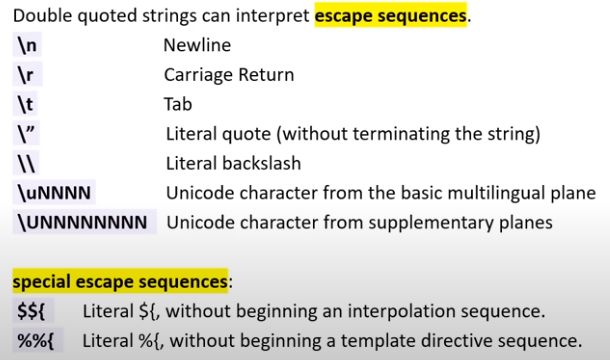 Double quoted strings can interpret escape sequences.
\n Newline
\r Carriage Return
\t Tab
\” Literal quote (without terminating the string)
\\ Literal backslash
\uNNNN Unicode character from the basic multilingual plane
\UNNNNNNNN Unicode character from supplementary planes
special escape sequences:
$${ Literal ${, without beginning an interpolation sequence.
%%{ Literal %{, without beginning a template directive sequence.